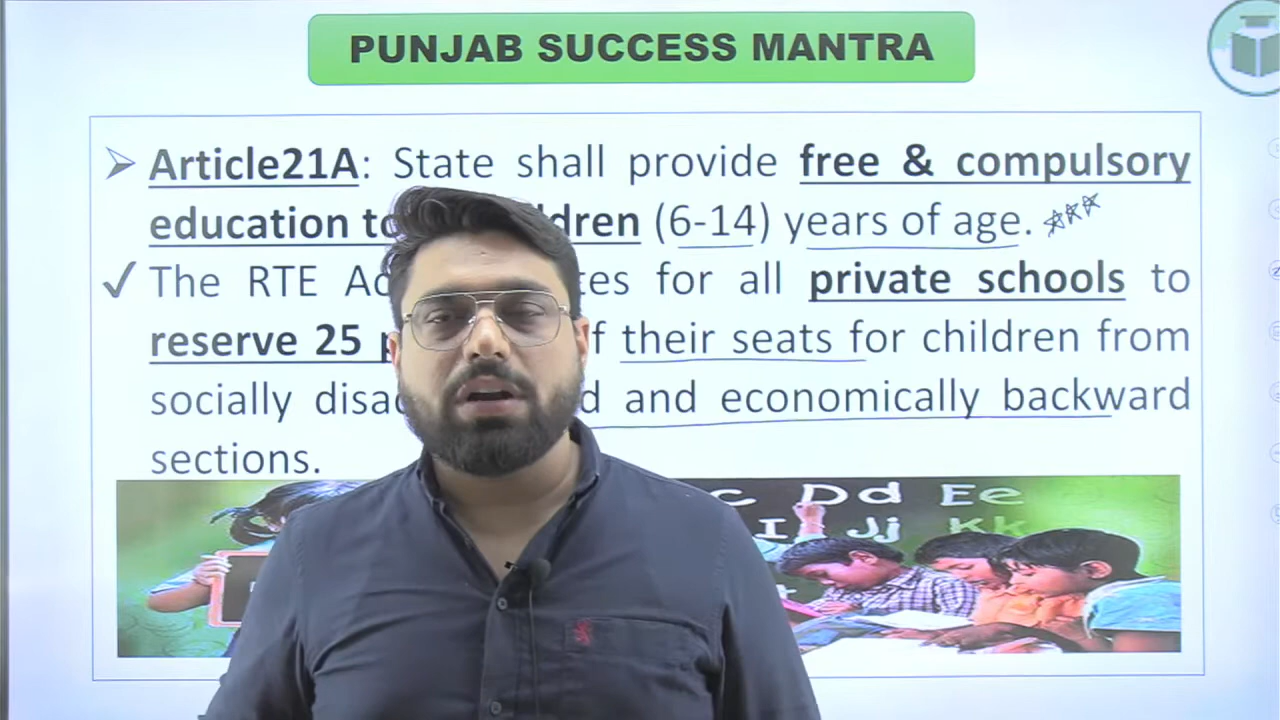 PUNJAB SUCCESS MANTRA
Article21A: State shall provide free & compulsory
education to ldren (6-14) years of age.
The RTE Ac tes for all private schools to
reserve 25 f their seats for children from
socially disa d and economically backward
sections.
C Dd Ee
I Jj Kk